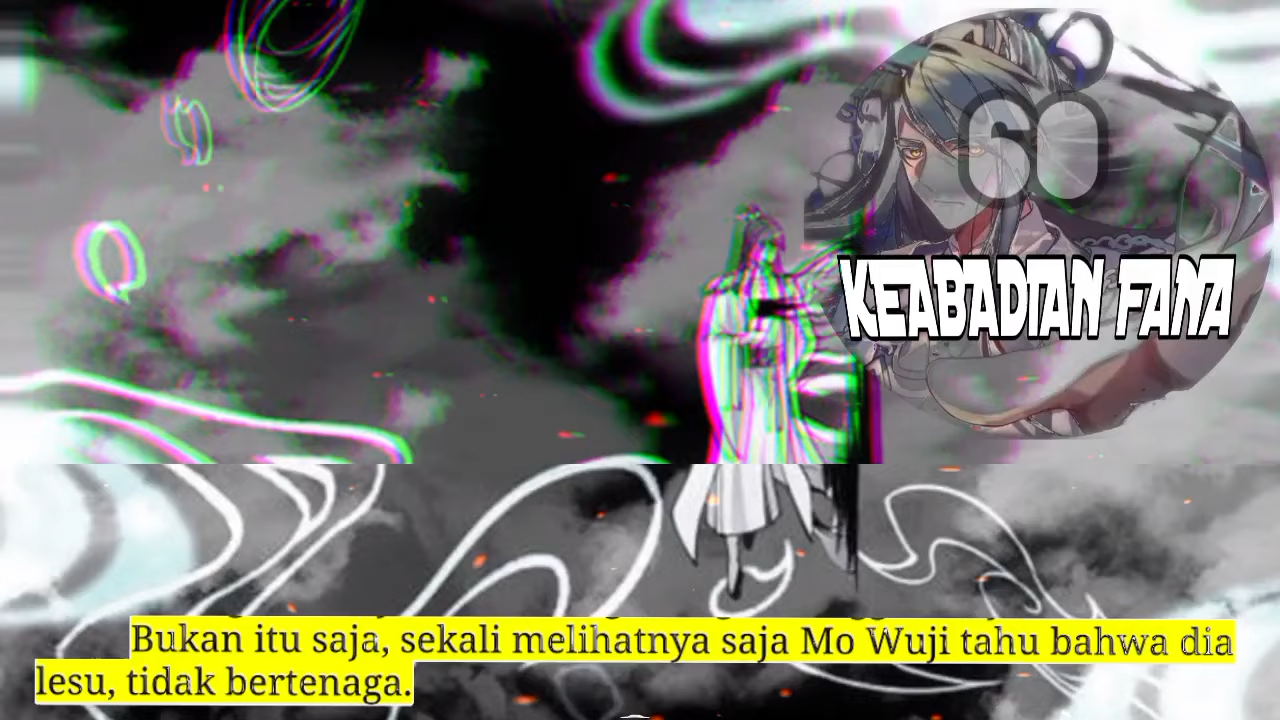 60
KEABADIAN FANA
Bukan itu saja, sekali melihatnya saja Mo Wuji tahu bahwa dia
lesu, tidak bertenaga.